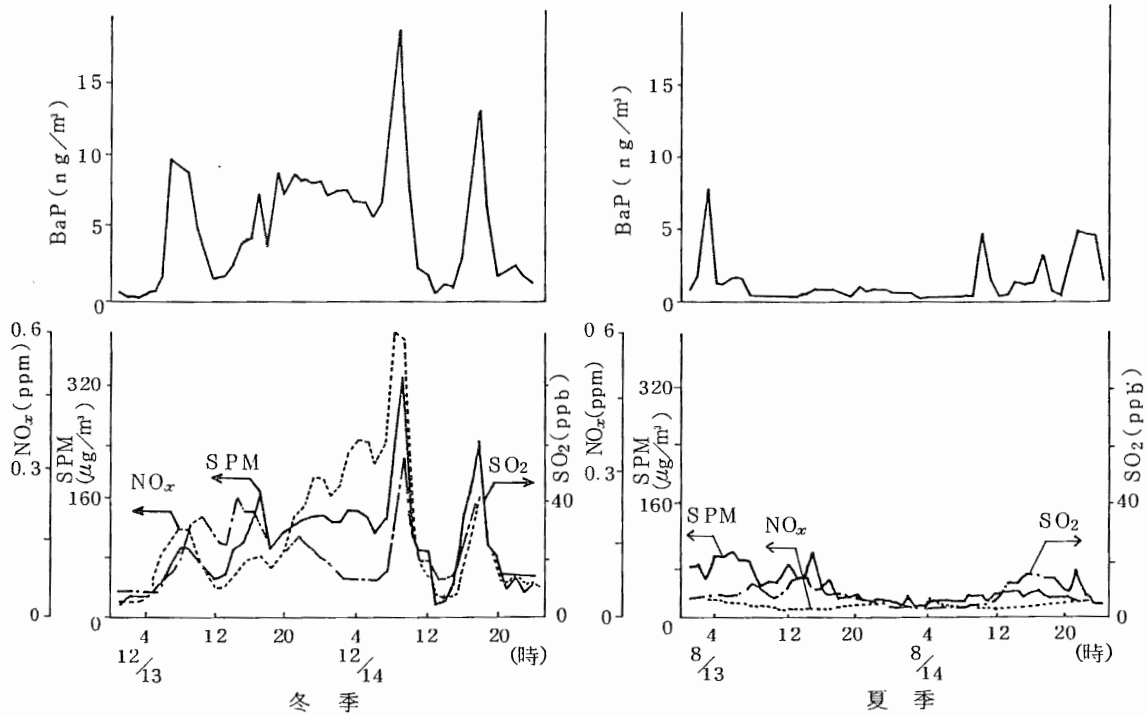 BaP (ng/m³)
15
10
5
0
BaP (ng/m³)
15
10
5
0
NOx (ppm)
0.6
0.3
0
SPM (μg/m³)
320
160
0
NOx
SPM
SO₂
SO₂ (ppb)
40
0
4 12 20 4 12 20
12/13 12/14 (時)
冬 季
NOx (ppm)
0.6
0.3
0
SPM (μg/m³)
320
160
0
SPM
NOx
SO₂
SO₂ (ppb)
40
0
4 12 20 4 12 20
8/13 8/14 (時)
夏 季